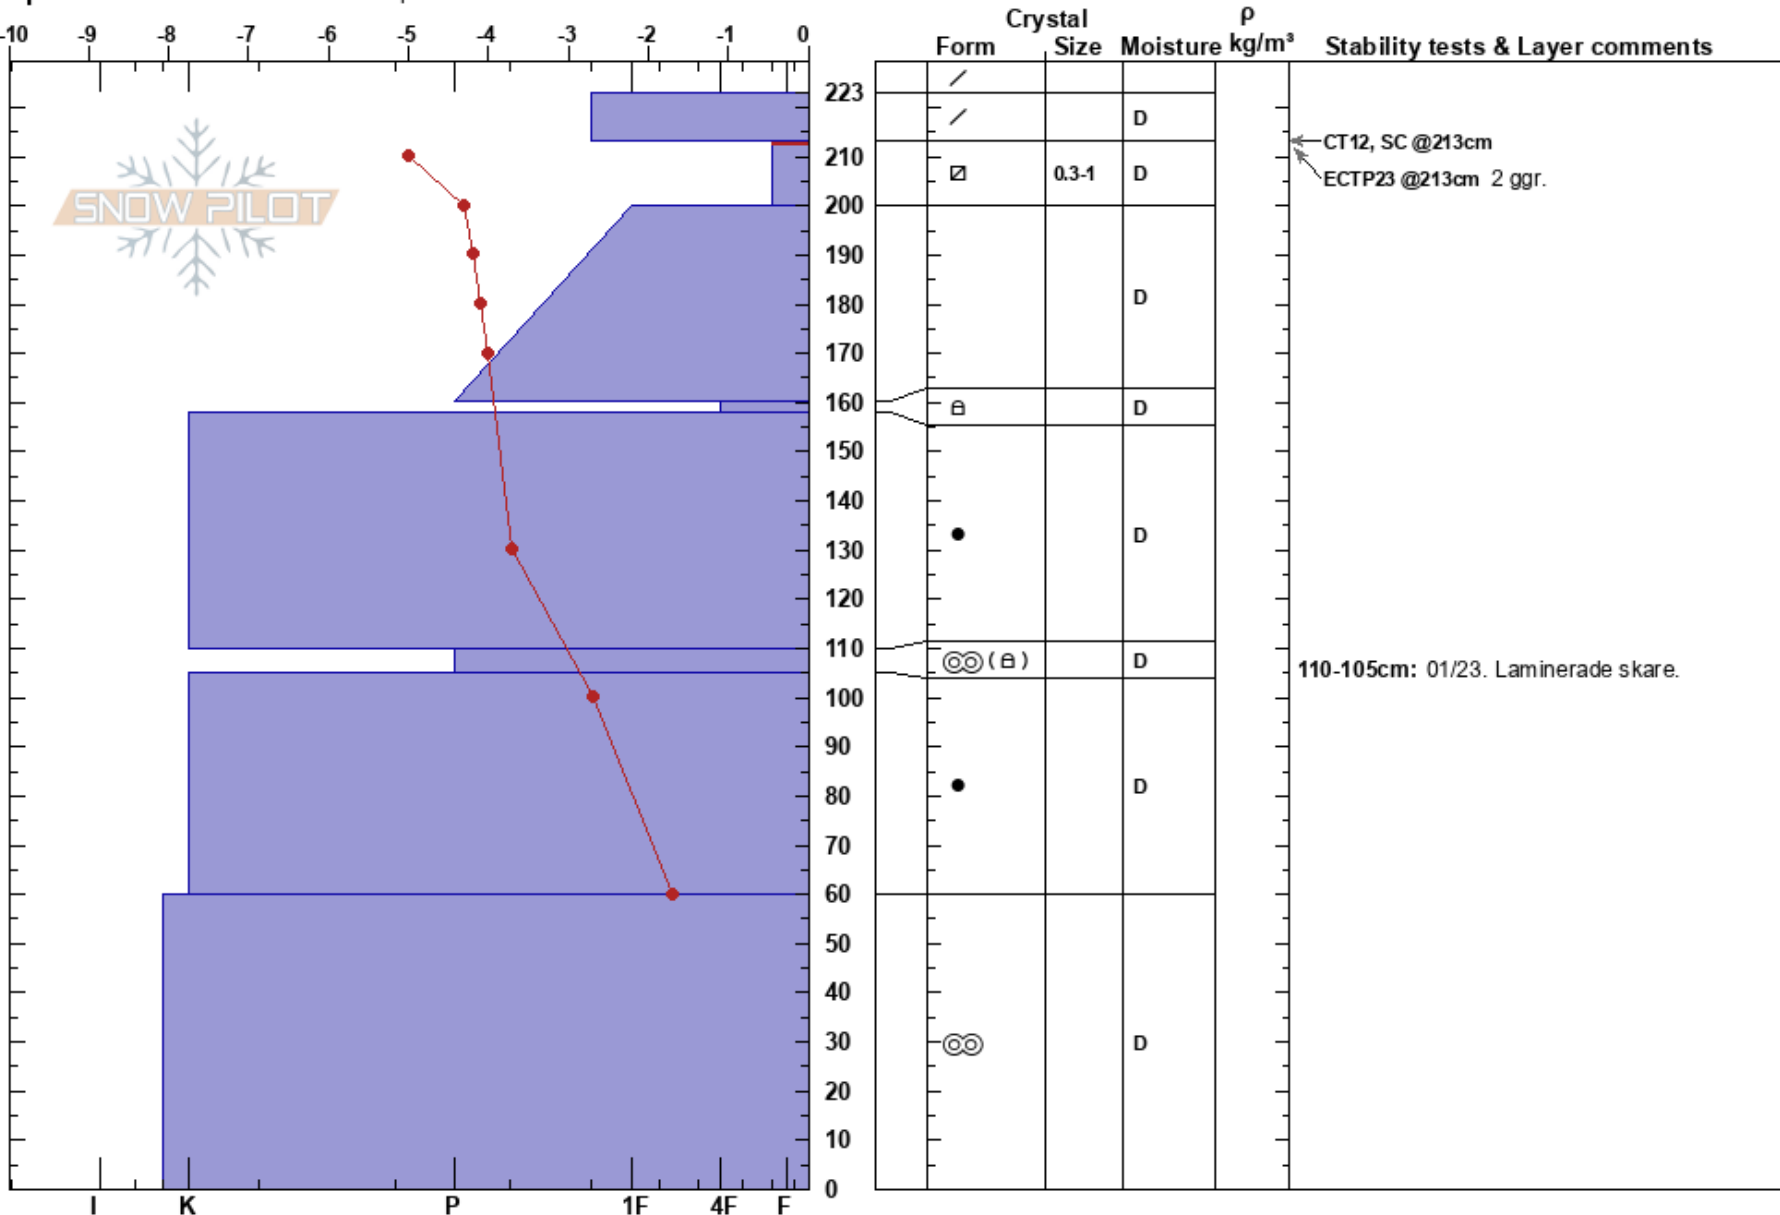 Crystal ρ
-10 -9 -8 -7 -6 -5 -4 -3 -2 -1 0 Form Size Moisture kg/m³ Stability tests & Layer comments
223
D
CT12, SC @213cm
210
0.3-1 D
ECTP23 @213cm 2 ggr.
SNOW PILOT
200
190
180
D
170
160
D
150
140
D
130
120
110
D
110-105cm: 01/23. Laminerade skare.
100
90
80
D
70
60
50
40
30
D
20
10
0
I K P 1F 4F F